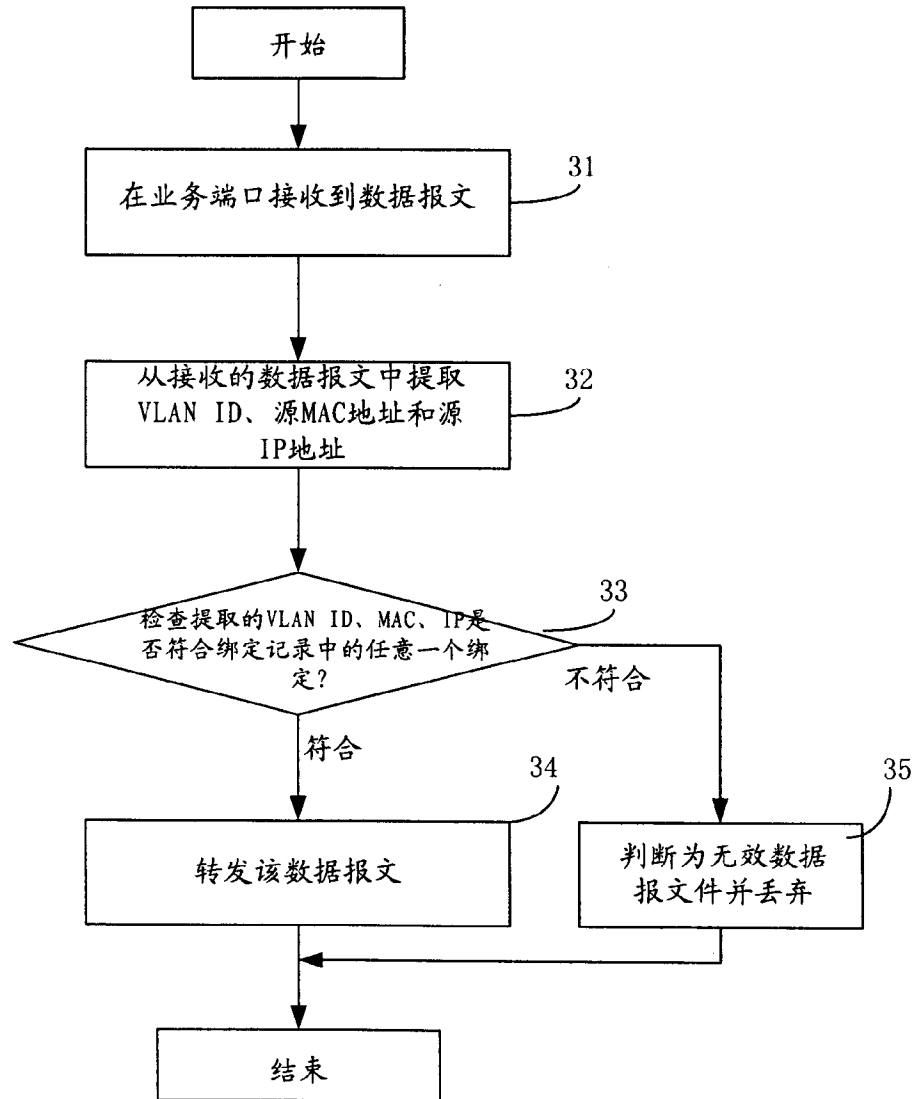 开始
31
在业务端口接收到数据报文
32
从接收的数据报文中提取
VLAN ID、源MAC地址和源
IP地址
33
检查提取的VLAN ID、MAC、IP是
否符合绑定记录中的任意一个绑
定?
不符合
符合
34
35
转发该数据报文
判断为无效数据
报文件并丢弃
结束